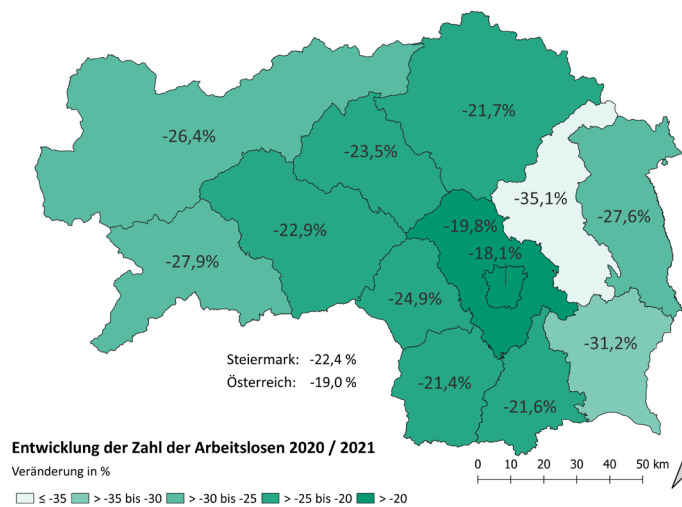 -21,7%
-26,4%
-23,5%
-35,1%
-27,6%
-19,8%
-22,9%
-18,1%
-27,9%
-24,9%
-31,2%
Steiermark: -22,4 %
Österreich: -19,0 %
-21,4%
-21,6%
Entwicklung der Zahl der Arbeitslosen 2020 / 2021
Veränderung in %
0 10 20 30 40 50 km
≤ -35 > -35 bis -30 > -30 bis -25 > -25 bis -20 > -20